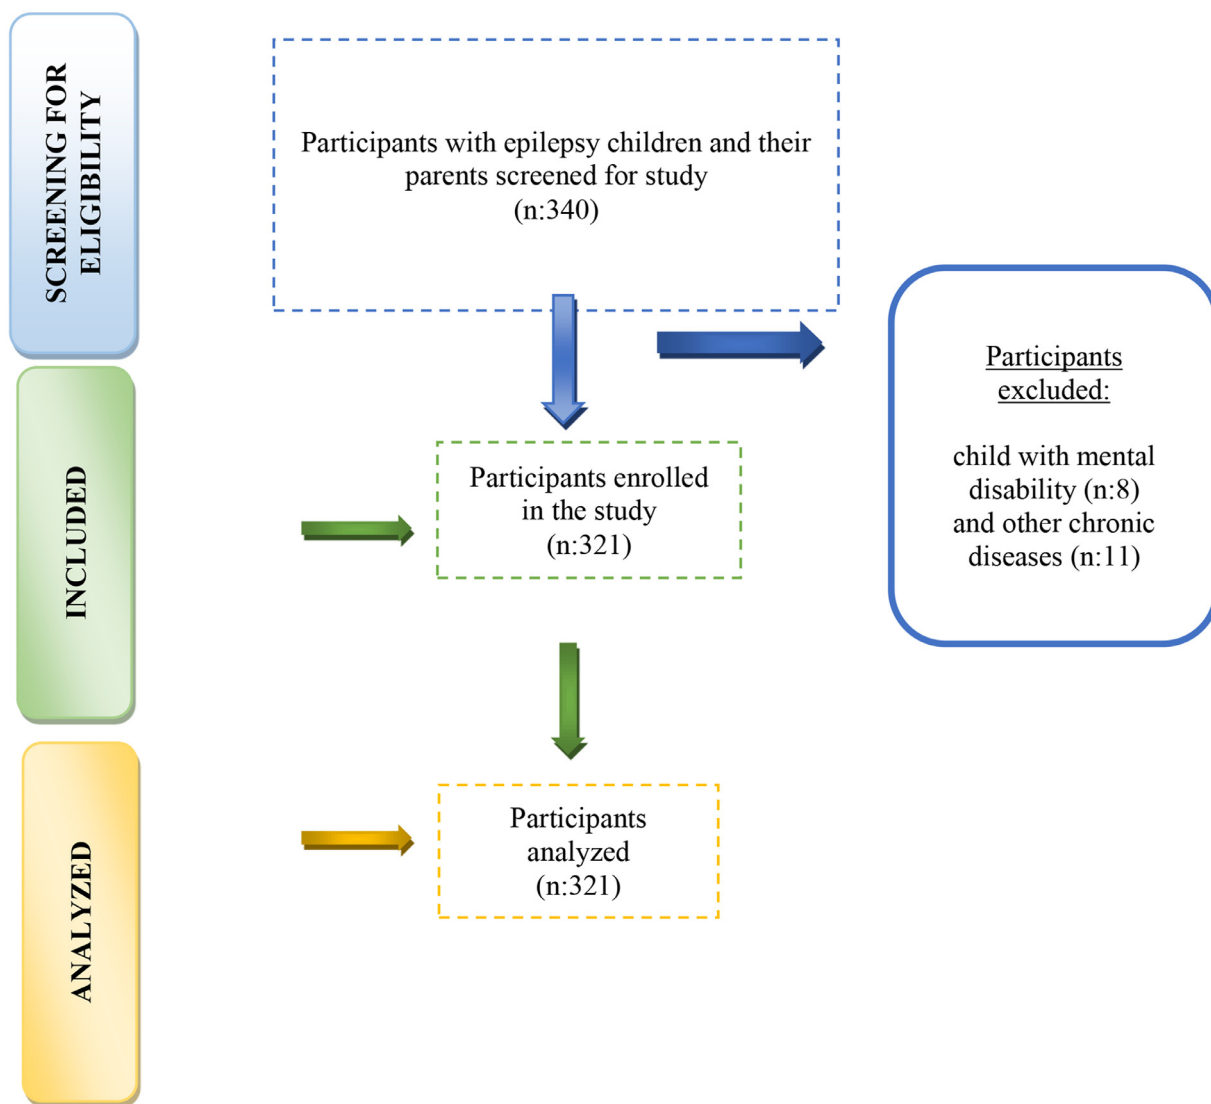 SCREENING FOR
ELIGIBILITY
Participants with epilepsy children and their
parents screened for study
(n:340)
Participants
excluded:
child with mental
disability (n:8)
and other chronic
diseases (n:11)
INCLUDED
Participants enrolled
in the study
(n:321)
ANALYZED
Participants
analyzed
(n:321)